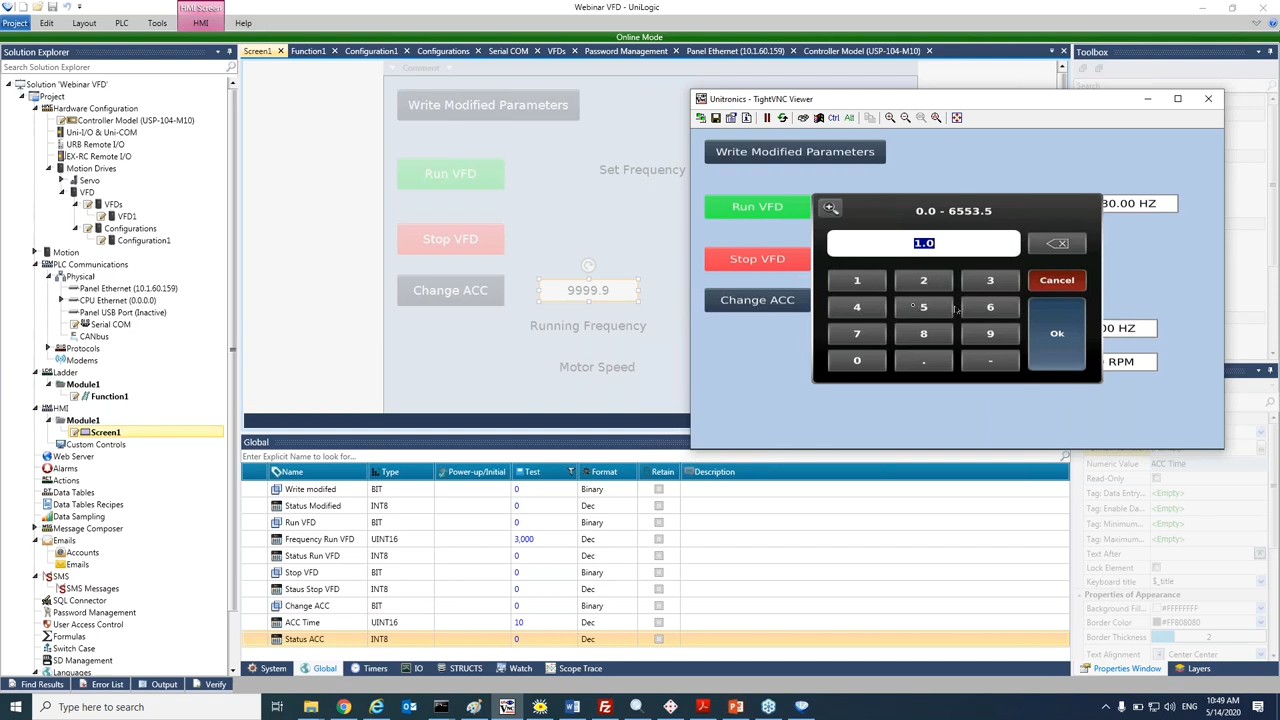 Webinar VFD - UniLogic
HMI Screen
Project Edit Layout PLC Tools HMI Help
Online Mode
Solution Explorer
Search Solution Explorer
Solution 'Webinar VFD'
Project
Hardware Configuration
Controller Model (USP-104-M10)
Uni-I/O & Uni-COM
URB Remote I/O
EX-RC Remote I/O
Motion Drives
Servo
VFD
VFDs
VFD1
Configurations
Configuration1
Motion
PLC Communications
Physical
Panel Ethernet (10.1.60.159)
CPU Ethernet (0.0.0.0)
Panel USB Port (Inactive)
Serial COM
CANbus
Protocols
Modems
Ladder
Module1
Function1
HMI
Module1
Screen1
Custom Controls
Web Server
Alarms
Actions
Data Tables
Data Tables Recipes
Data Sampling
Message Composer
Emails
Accounts
Emails
SMS
SMS Messages
SQL Connector
Password Management
User Access Control
Formulas
Switch Case
SD Management
Languages
Find Results Error List Output Verify
Screen1 Function1 Configuration1 Configurations Serial COM VFDs Password Management Panel Ethernet (10.1.60.159) Controller Model (USP-104-M10)
Comment
Write Modified Parameters
Run VFD
Set Frequency
Stop VFD
Change ACC
9999.9
Running Frequency
Motor Speed
Unitronics - TightVNC Viewer
Ctrl Alt
Write Modified Parameters
Run VFD
30.00 HZ
Stop VFD
Change ACC
00 HZ
RPM
0.0 - 6553.5
1.0
1 2 3 Cancel
4 5 6
7 8 9 Ok
0 . -
Global
Enter Explicit Name to look for...
Name Type Power-up/Initial Test Format Retain Description
Write modifed BIT 0 Binary
Status Modified INT8 0 Dec
Run VFD BIT 0 Binary
Frequency Run VFD UINT16 3,000 Dec
Status Run VFD INT8 0 Dec
Stop VFD BIT 0 Binary
Staus Stop VFD INT8 0 Dec
Change ACC BIT 0 Binary
ACC Time UINT16 10 Dec
Status ACC INT8 0 Dec
System Global Timers IO STRUCTS Watch Scope Trace
Toolbox
Search
Numeric Value ACC Time
Read-Only
Tag: Data Entry... <Empty>
Tag: Enable Da... <Empty>
Tag: Minimum... <Empty>
Tag: Maximum... <Empty>
Text After
Lock Element
Keyboard title $_title
Properties of Appearance
Background Fill... #FFFFFFFF
Border Color #FF808080
Border Thickness 2
Text Alignment Center Center
Properties Window Layers
Type here to search
10:49 AM
5/14/2020